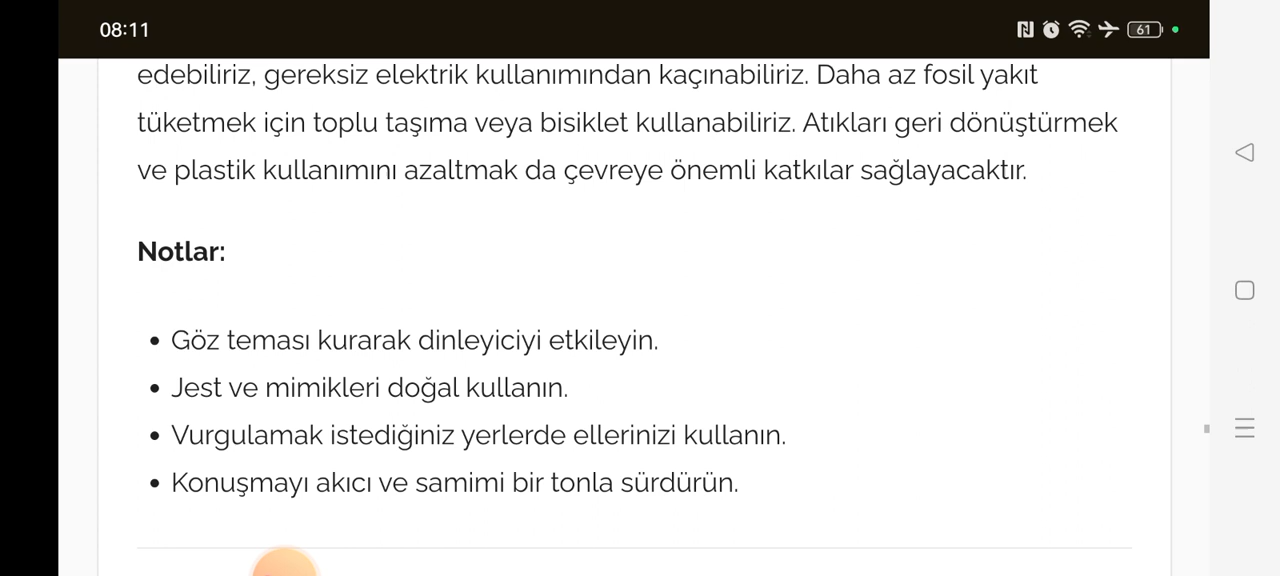 08:11
61
edebiliriz, gereksiz elektrik kullanımından kaçınabiliriz. Daha az fosil yakıt
tüketmek için toplu taşıma veya bisiklet kullanabiliriz. Atıkları geri dönüştürmek
ve plastik kullanımını azaltmak da çevreye önemli katkılar sağlayacaktır.
Notlar:
• Göz teması kurarak dinleyiciyi etkileyin.
• Jest ve mimikleri doğal kullanın.
• Vurgulamak istediğiniz yerlerde ellerinizi kullanın.
• Konuşmayı akıcı ve samimi bir tonla sürdürün.